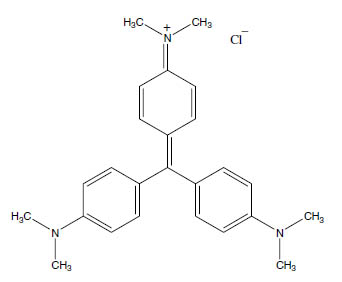 H₃C CH₃
N⁺
Cl⁻
H₃C N CH₃
CH₃ N CH₃